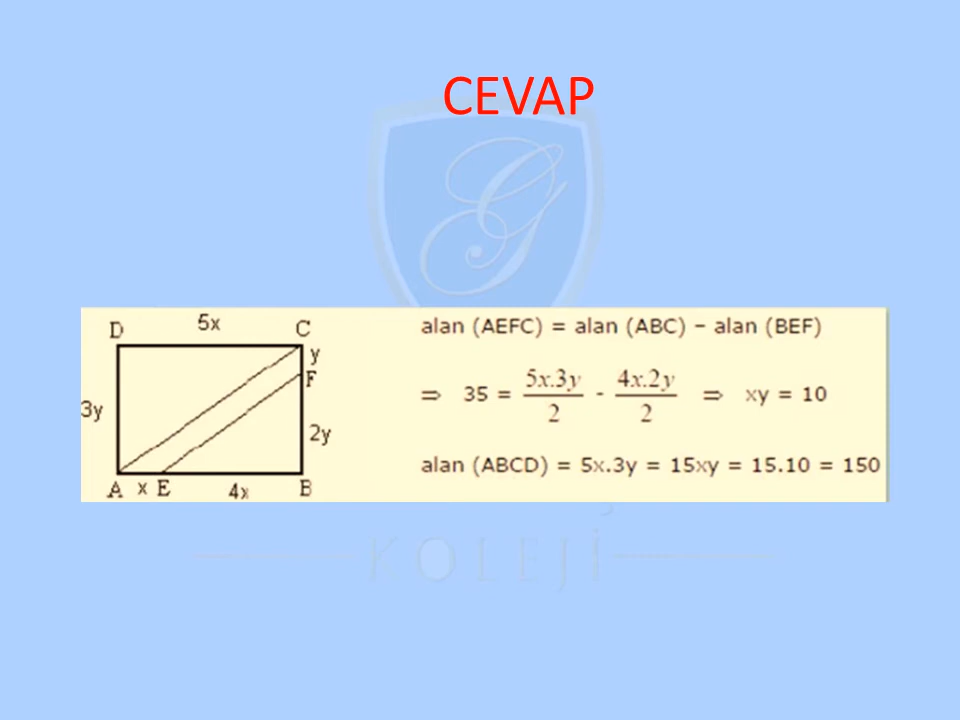 CEVAP
D 5x C
y
F
3y
2y
A x E 4x B
alan (AEFC) = alan (ABC) – alan (BEF)
⇒ 35 = 5x.3y/2 - 4x.2y/2 ⇒ xy = 10
alan (ABCD) = 5x.3y = 15xy = 15.10 = 150
G
KOLEJİ